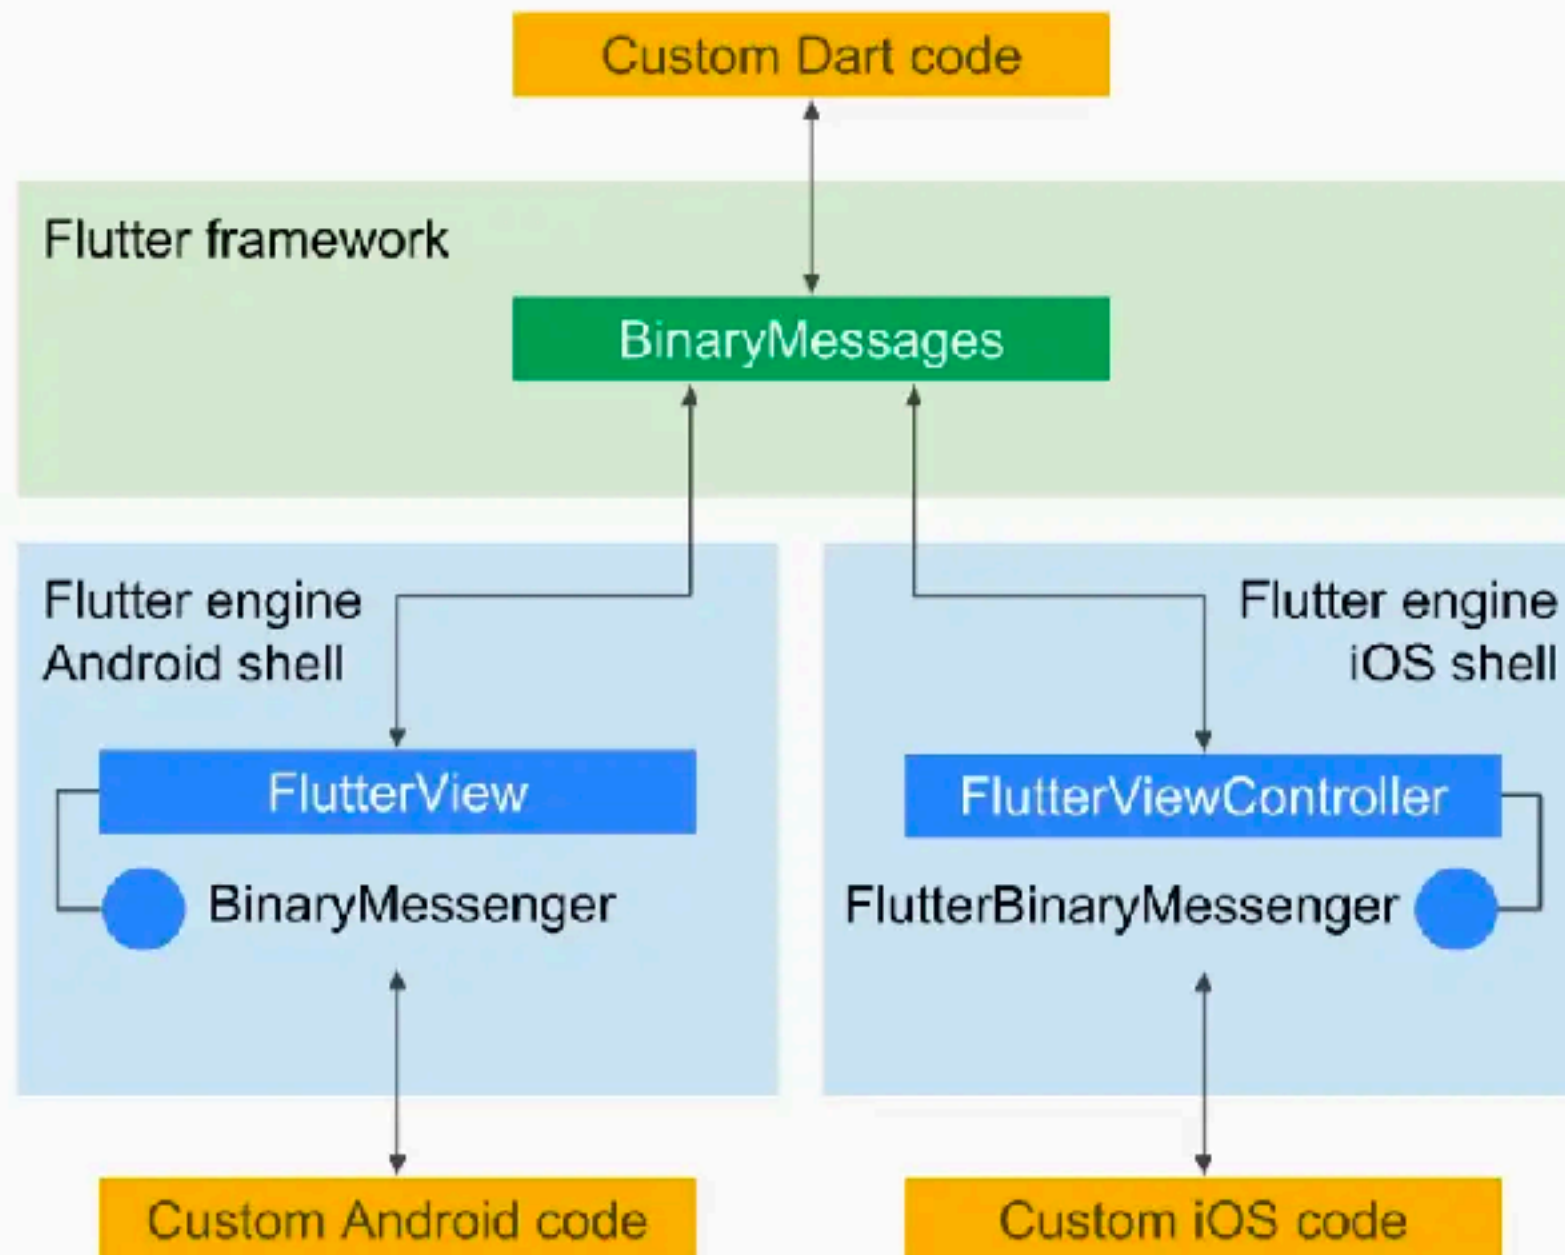 Custom Dart code
Flutter framework
BinaryMessages
Flutter engine
Android shell
Flutter engine
iOS shell
FlutterView
FlutterViewController
BinaryMessenger
FlutterBinaryMessenger
Custom Android code
Custom iOS code